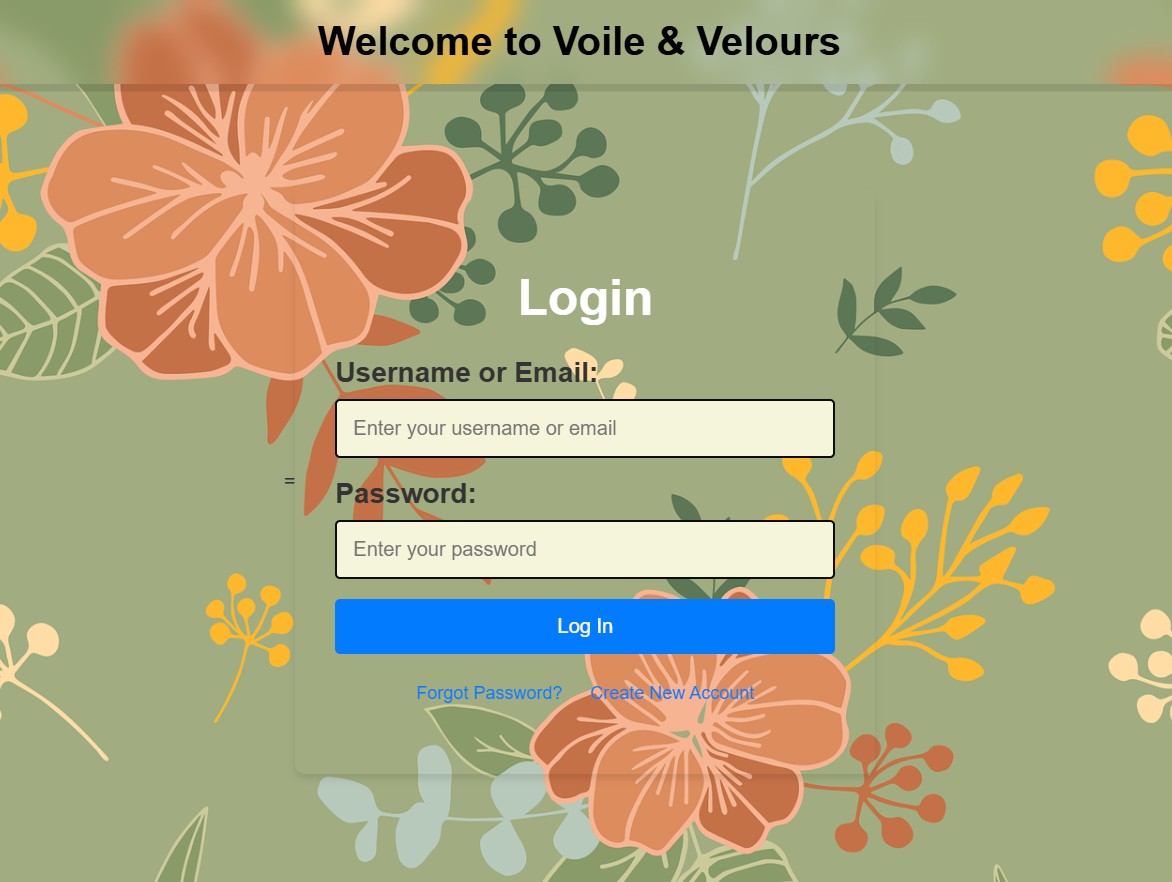 Welcome to Voile & Velours
Login
Username or Email:
Enter your username or email
=
Password:
Enter your password
Log In
Forgot Password? Create New Account